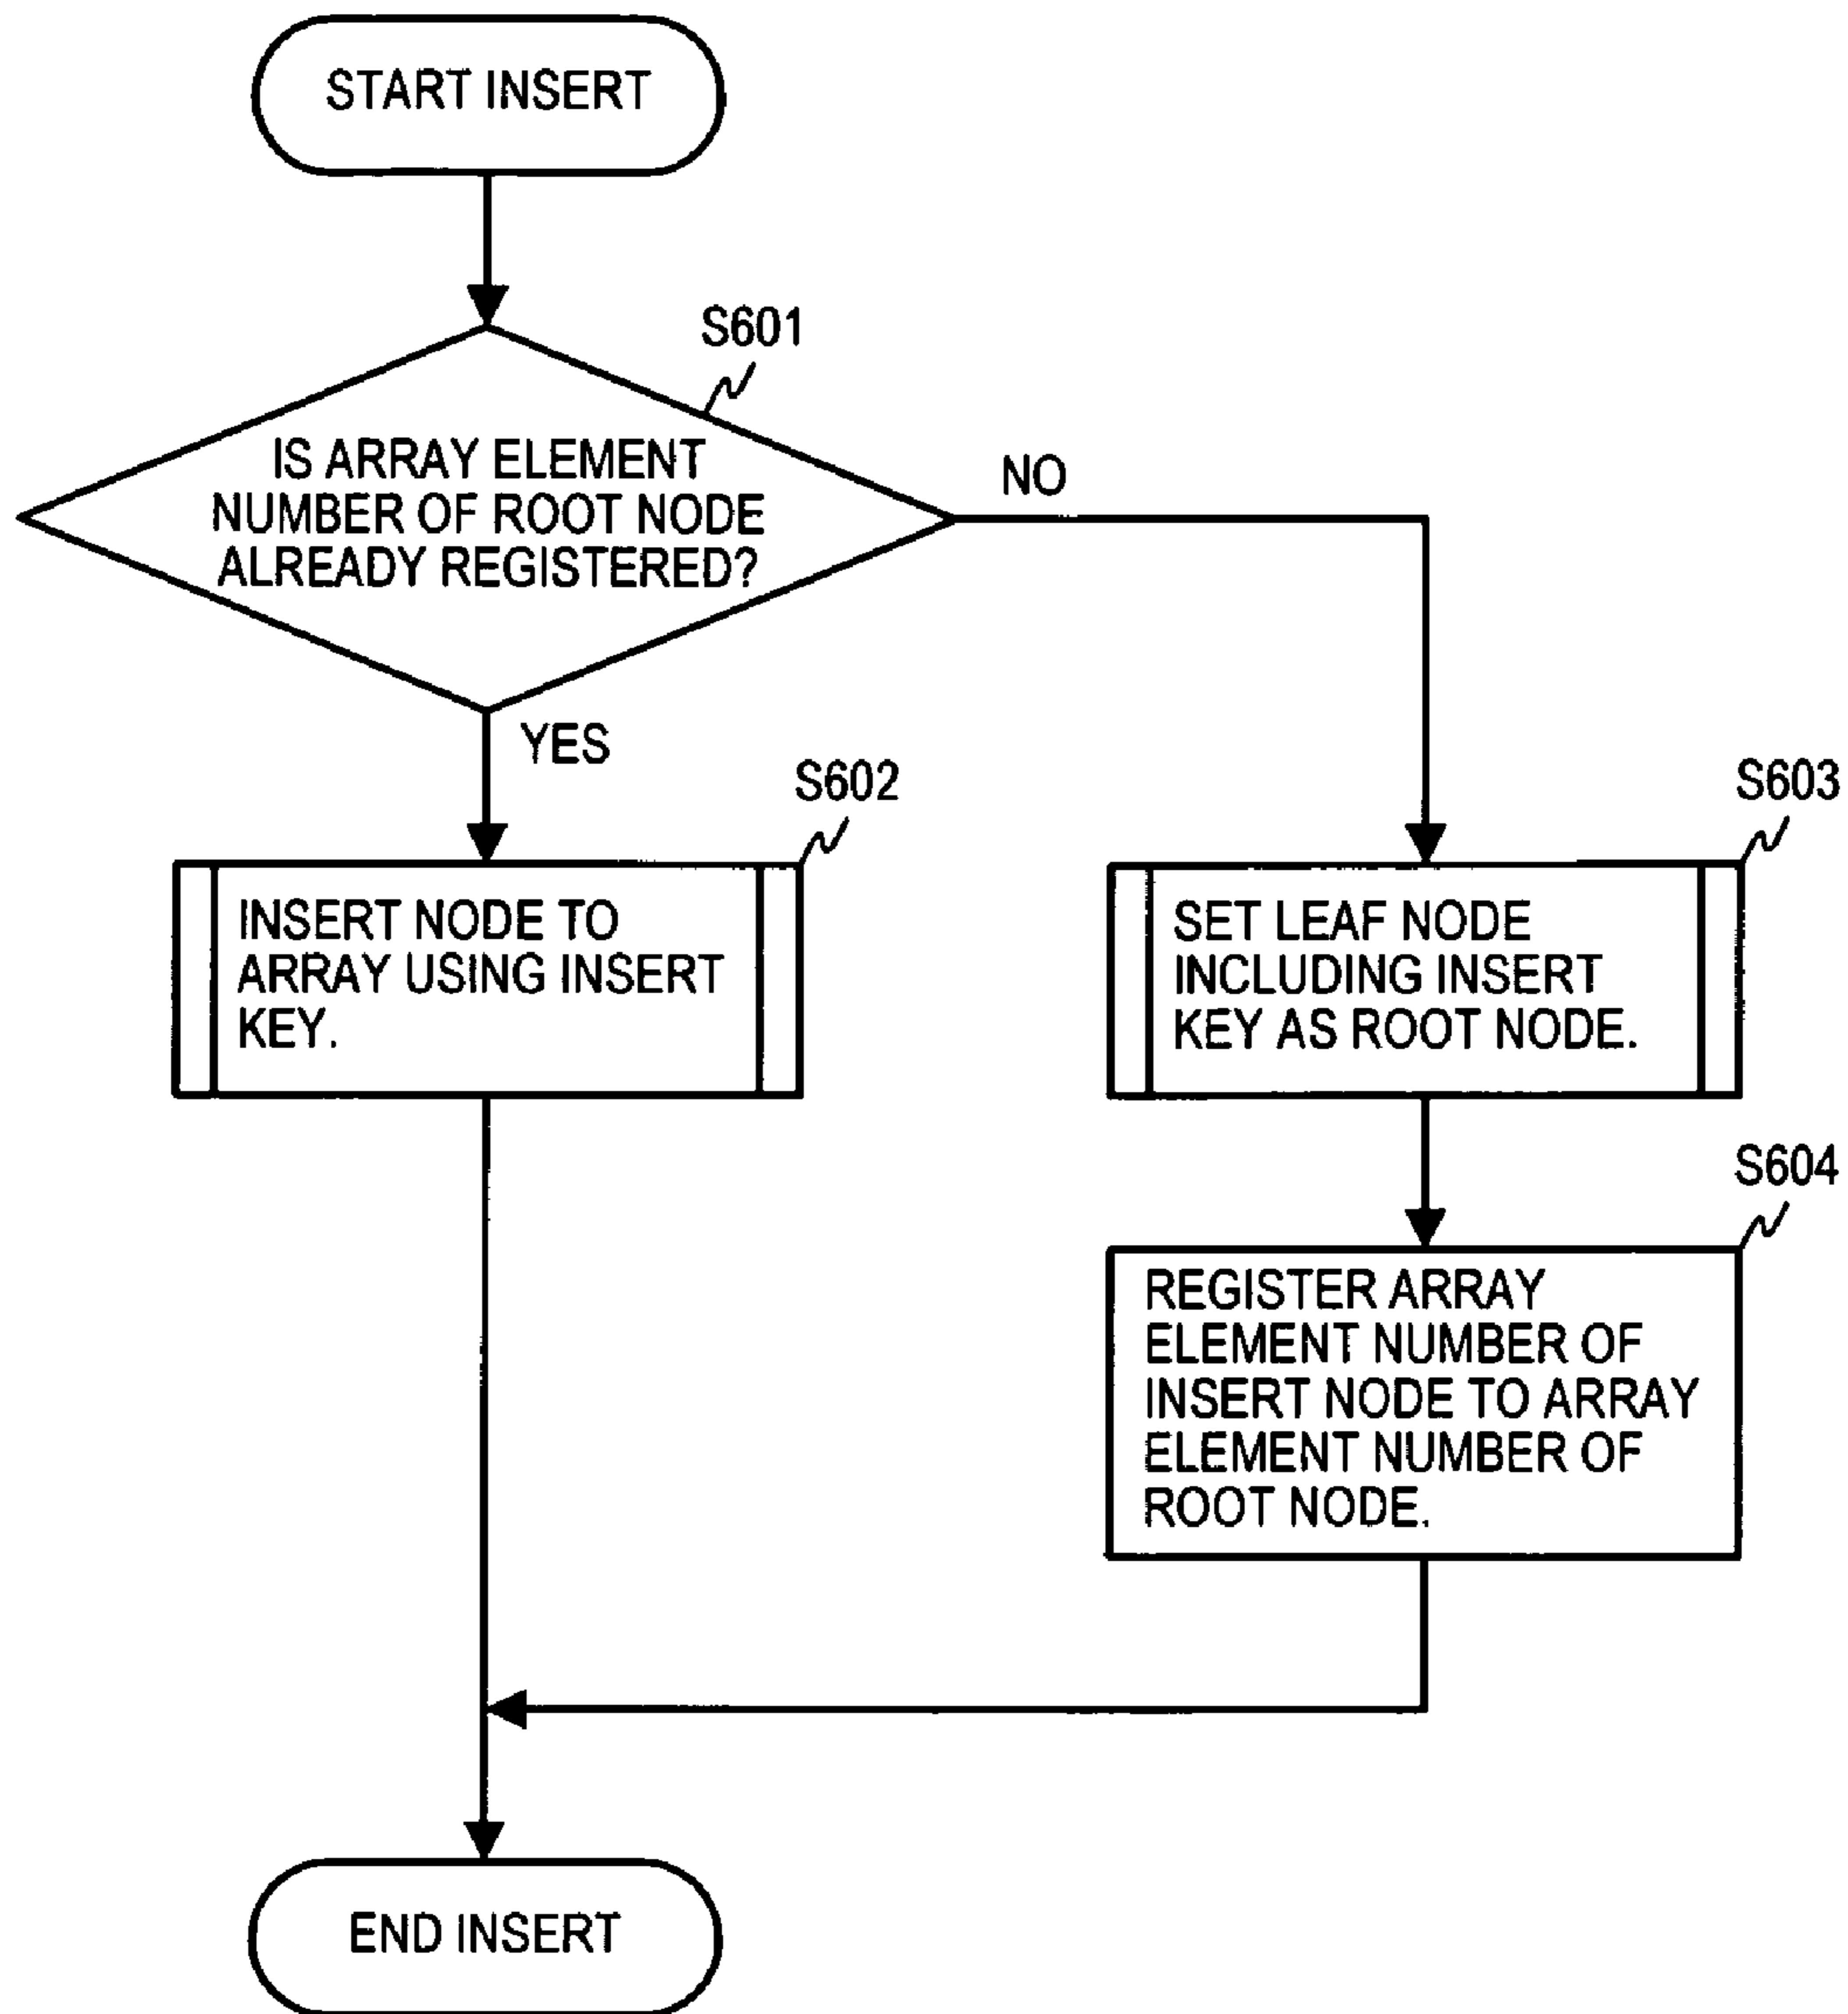 START INSERT
S601
IS ARRAY ELEMENT
NUMBER OF ROOT NODE
ALREADY REGISTERED?
NO
YES
S602
INSERT NODE TO
ARRAY USING INSERT
KEY.
S603
SET LEAF NODE
INCLUDING INSERT
KEY AS ROOT NODE.
S604
REGISTER ARRAY
ELEMENT NUMBER OF
INSERT NODE TO ARRAY
ELEMENT NUMBER OF
ROOT NODE.
END INSERT